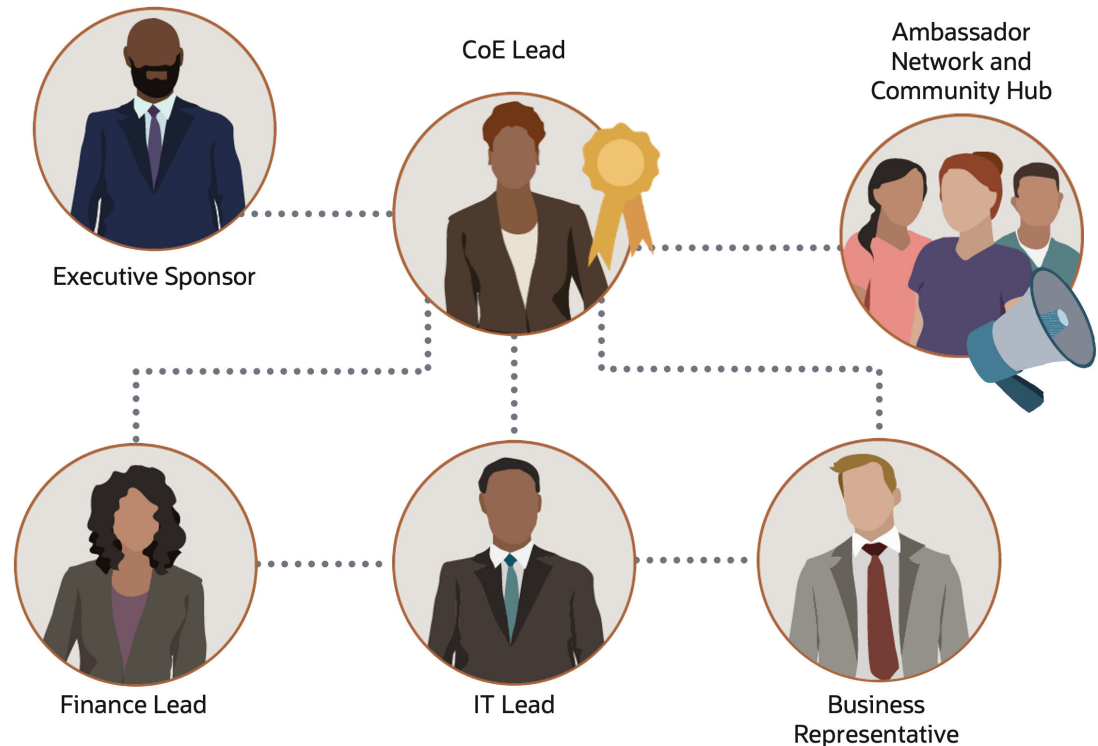 CoE Lead
Ambassador
Network and
Community Hub
Executive Sponsor
Finance Lead
IT Lead
Business
Representative